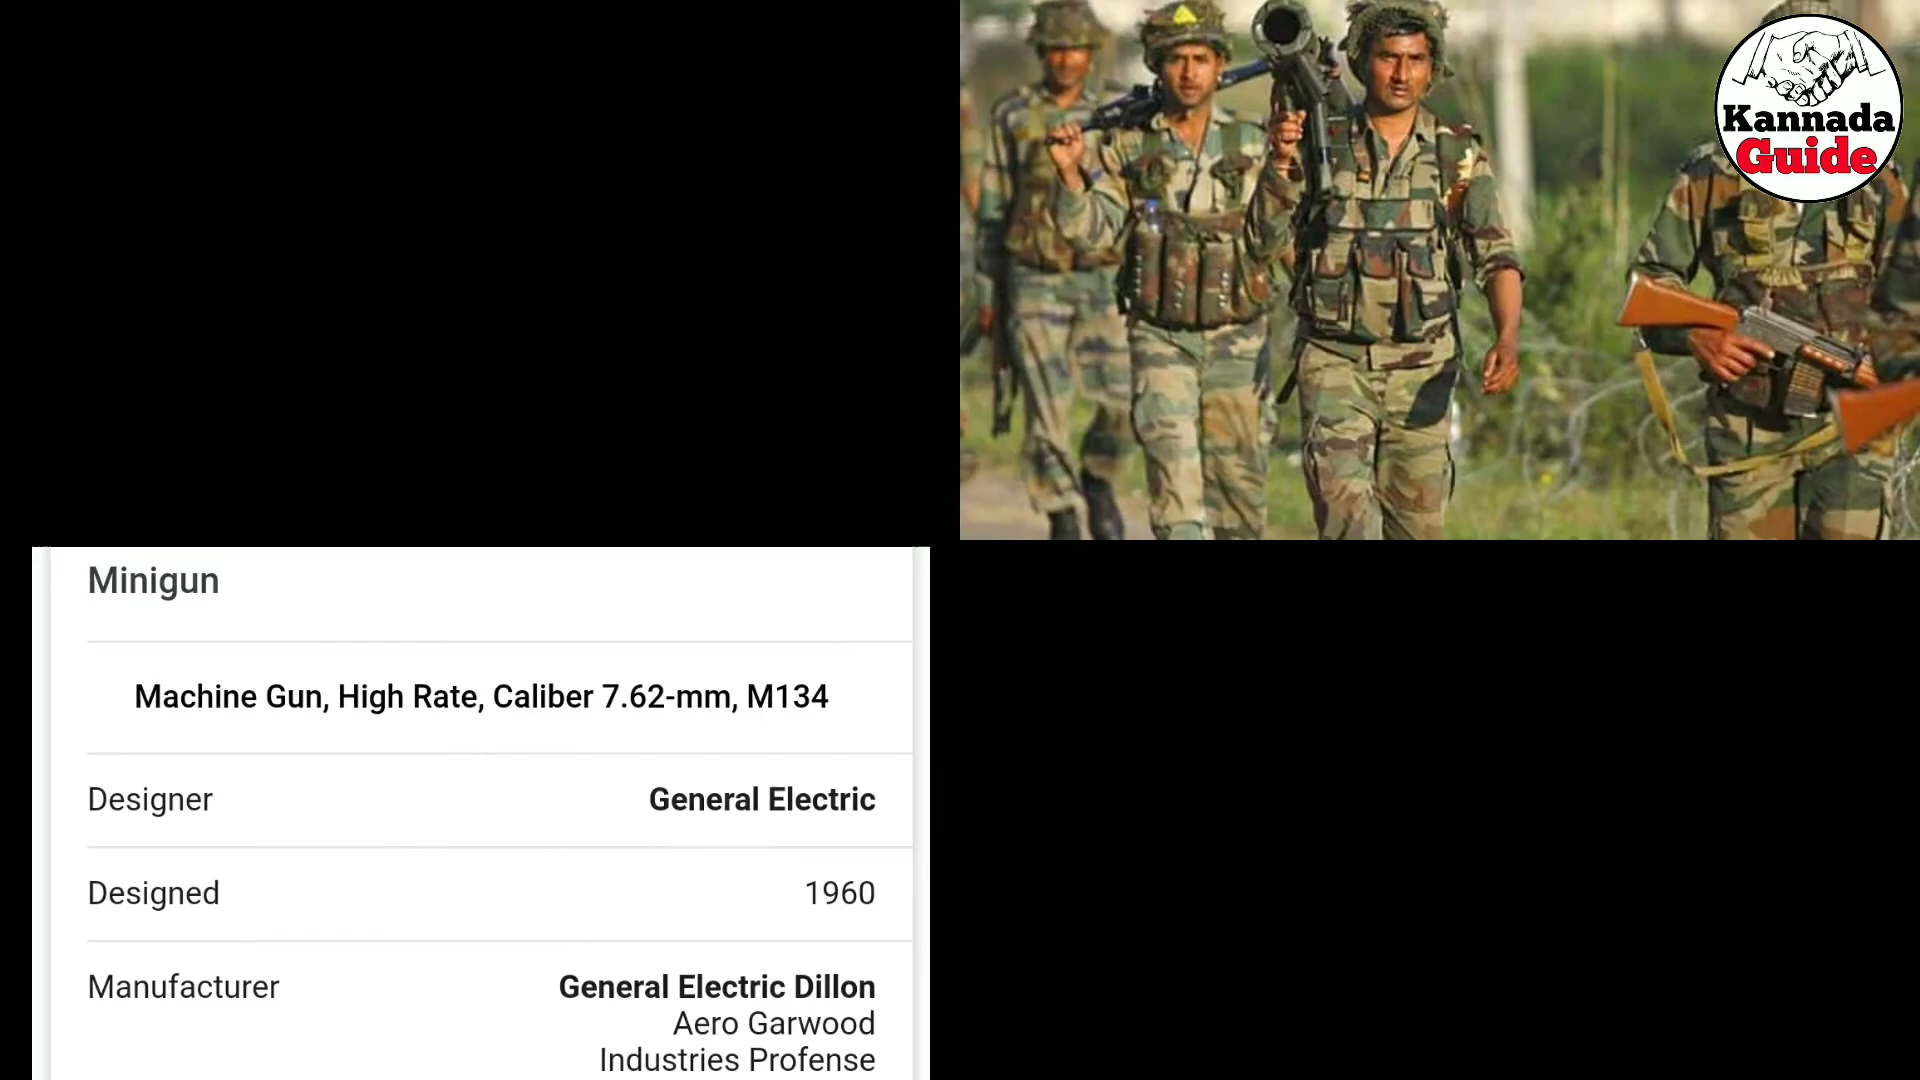 Kannada
Guide
Minigun
Machine Gun, High Rate, Caliber 7.62-mm, M134
Designer General Electric
Designed 1960
Manufacturer General Electric Dillon
Aero Garwood
Industries Profense